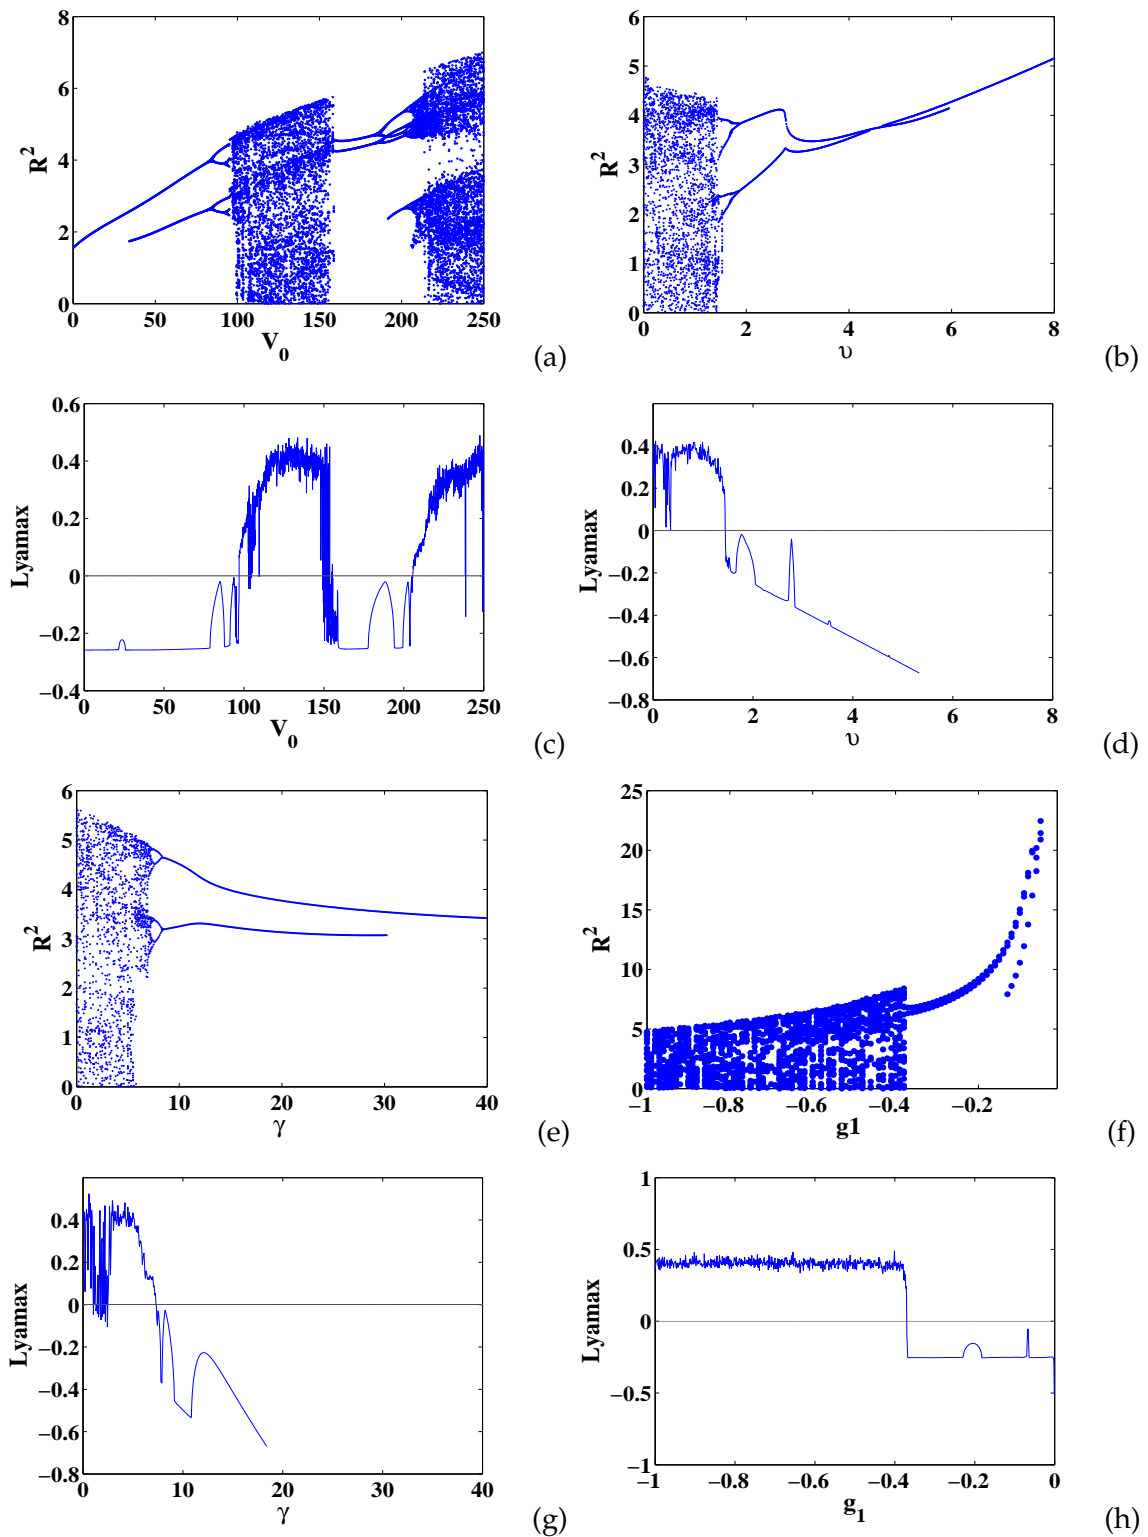 8
6
4
2
0
R²
0 50 100 150 200 250
V₀
(a)
6
5
4
3
2
1
0
R²
0 2 4 6 8
υ
(b)
0.6
0.4
0.2
0
−0.2
−0.4
Lyamax
0 50 100 150 200 250
V₀
(c)
0.4
0.2
0
−0.2
−0.4
−0.6
−0.8
Lyamax
0 2 4 6 8
υ
(d)
6
5
4
3
2
1
0
R²
0 10 20 30 40
γ
(e)
25
20
15
10
5
0
R²
−1 −0.8 −0.6 −0.4 −0.2
g1
(f)
0.4
0.2
0
−0.2
−0.4
−0.6
−0.8
Lyamax
0 10 20 30 40
γ
(g)
1
0.5
0
−0.5
−1
Lyamax
−1 −0.8 −0.6 −0.4 −0.2 0
g₁
(h)